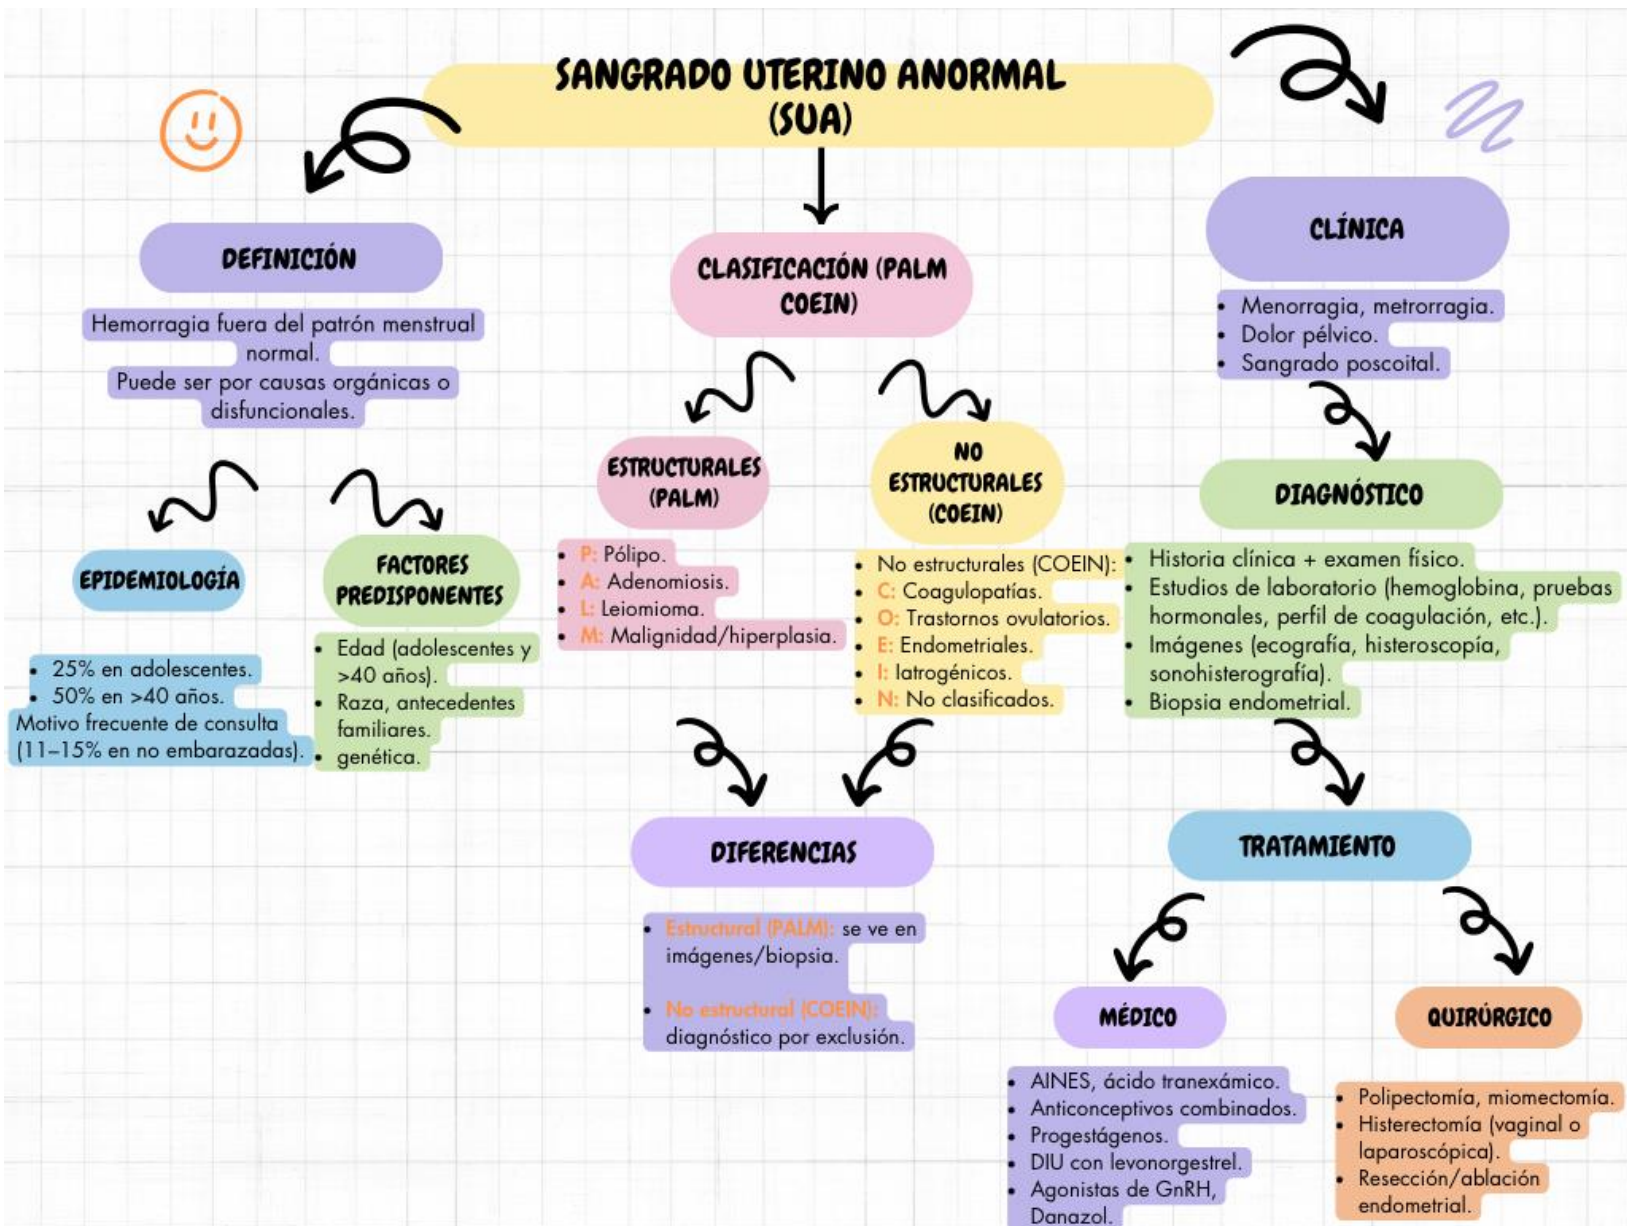 SANGRADO UTERINO ANORMAL
(SUA)
DEFINICIÓN
Hemorragia fuera del patrón menstrual
normal.
Puede ser por causas orgánicas o
disfuncionales.
EPIDEMIOLOGÍA
• 25% en adolescentes.
• 50% en >40 años.
Motivo frecuente de consulta
(11–15% en no embarazadas).
FACTORES
PREDISPONENTES
• Edad (adolescentes y
>40 años).
• Raza, antecedentes
familiares.
• genética.
CLASIFICACIÓN (PALM
COEIN)
ESTRUCTURALES
(PALM)
• P: Pólipo.
• A: Adenomiosis.
• L: Leiomioma.
• M: Malignidad/hiperplasia.
NO
ESTRUCTURALES
(COEIN)
• No estructurales (COEIN):
• C: Coagulopatías.
• O: Trastornos ovulatorios.
• E: Endometriales.
• I: Iatrogénicos.
• N: No clasificados.
DIFERENCIAS
• Estructural (PALM): se ve en
imágenes/biopsia.
• No estructural (COEIN):
diagnóstico por exclusión.
CLÍNICA
• Menorragia, metrorragia.
• Dolor pélvico.
• Sangrado poscoital.
DIAGNÓSTICO
• Historia clínica + examen físico.
• Estudios de laboratorio (hemoglobina, pruebas
hormonales, perfil de coagulación, etc.).
• Imágenes (ecografía, histeroscopía,
sonohisterografía).
• Biopsia endometrial.
TRATAMIENTO
MÉDICO
• AINES, ácido tranexámico.
• Anticonceptivos combinados.
• Progestágenos.
• DIU con levonorgestrel.
• Agonistas de GnRH,
Danazol.
QUIRÚRGICO
• Polipectomía, miomectomía.
• Histerectomía (vaginal o
laparoscópica).
• Resección/ablación
endometrial.